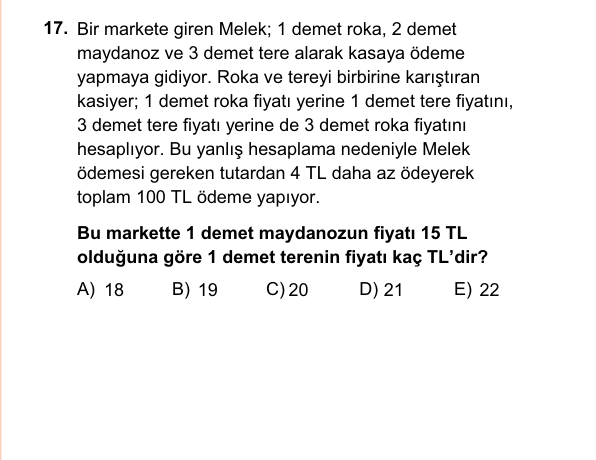 17. Bir markete giren Melek; 1 demet roka, 2 demet
maydanoz ve 3 demet tere alarak kasaya ödeme
yapmaya gidiyor. Roka ve tereyi birbirine karıştıran
kasiyer; 1 demet roka fiyatı yerine 1 demet tere fiyatını,
3 demet tere fiyatı yerine de 3 demet roka fiyatını
hesaplıyor. Bu yanlış hesaplama nedeniyle Melek
ödemesi gereken tutardan 4 TL daha az ödeyerek
toplam 100 TL ödeme yapıyor.
Bu markette 1 demet maydanozun fiyatı 15 TL
olduğuna göre 1 demet terenin fiyatı kaç TL’dir?
A) 18 B) 19 C) 20 D) 21 E) 22